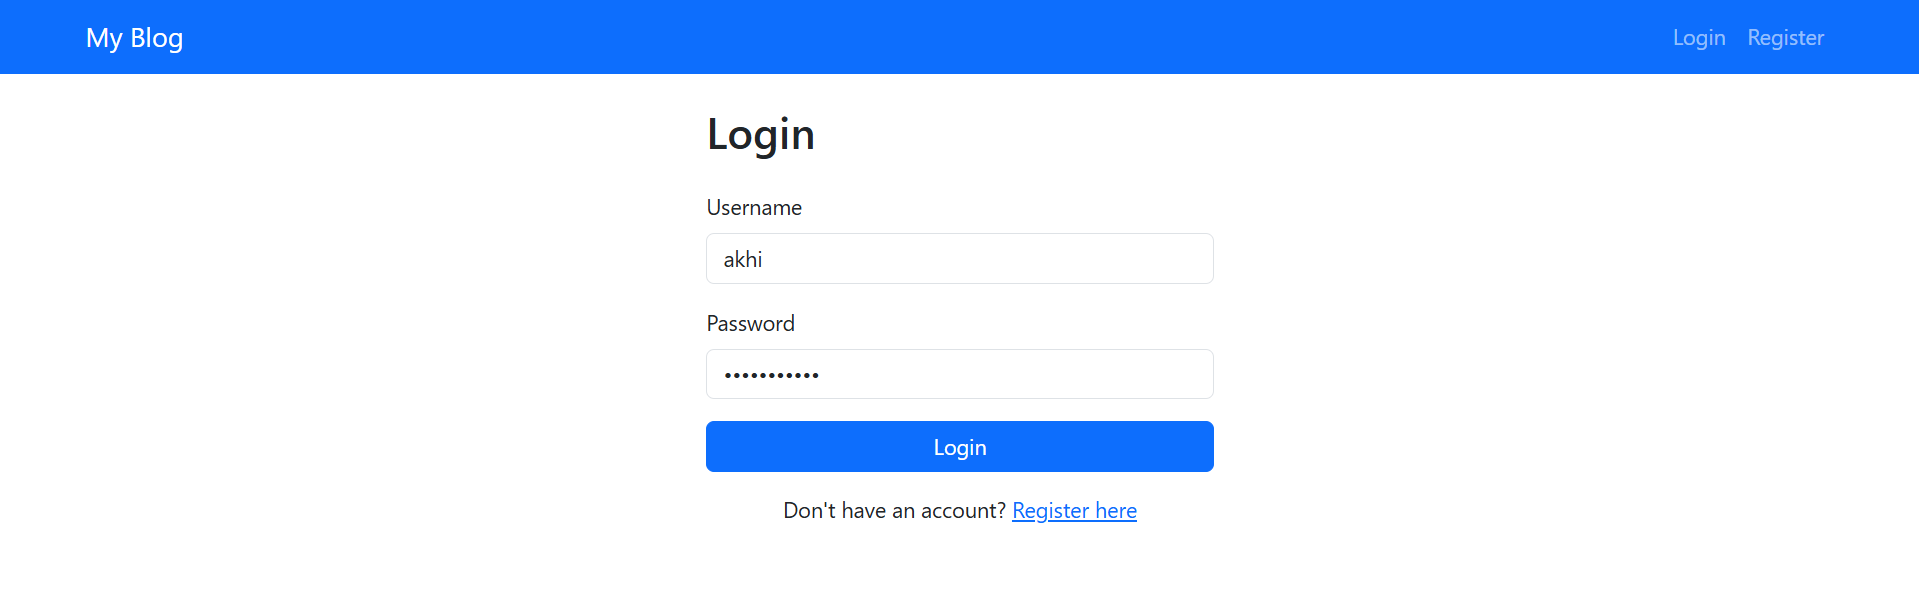 My Blog Login Register
Login
Username
akhi
Password
•••••••••••
Login
Don't have an account? Register here